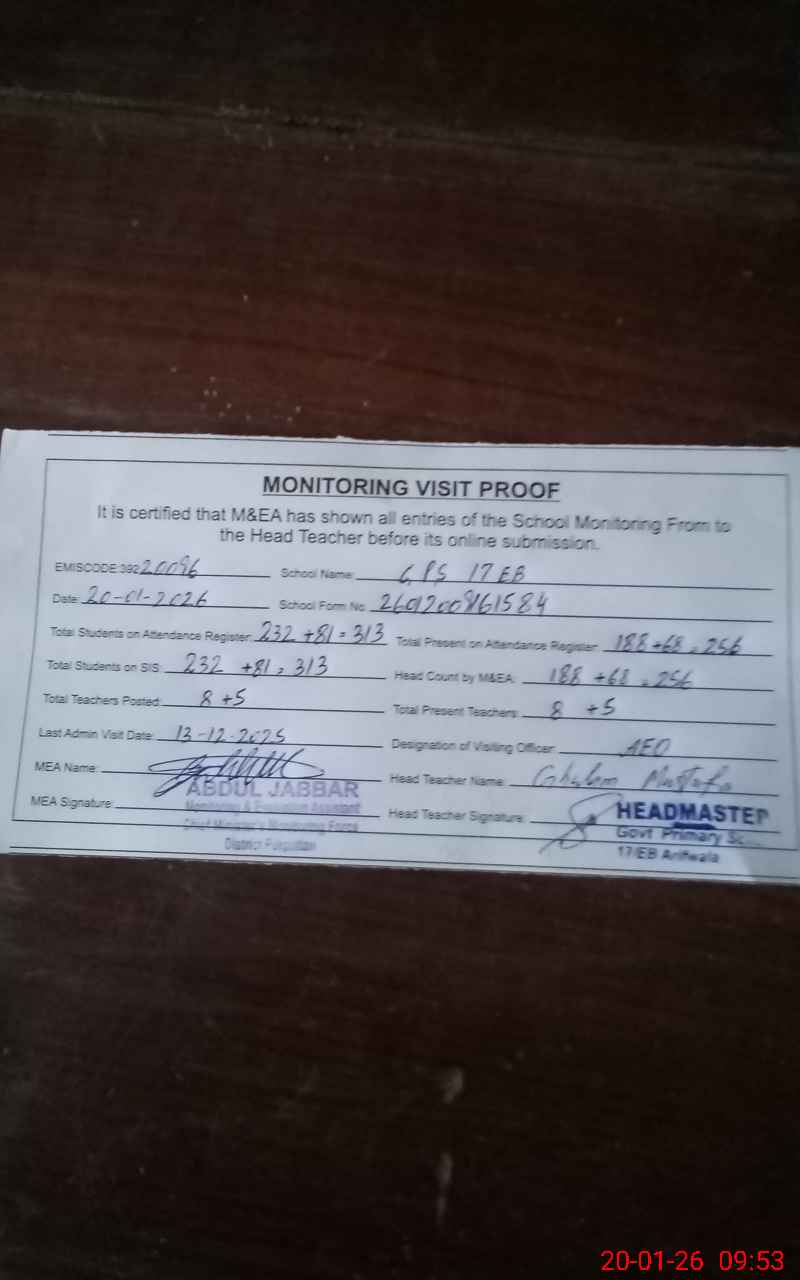 MONITORING VISIT PROOF
It is certified that M&EA has shown all entries of the School Monitoring From to
the Head Teacher before its online submission.
EMISCODE:39220096 School Name: GPS 17 EB
Date: 20-01-2026 School Form No: 2601200861584
Total Students on Attendance Register: 232 +81 = 313 Total Present on Attendance Register: 188+68 = 256
Total Students on SIS: 232 +81 = 313 Head Count by M&EA: 188 +68 = 256
Total Teachers Posted: 8 +5 Total Present Teachers: 8 +5
Last Admin Visit Date: 13-12-2025 Designation of Visiting Officer: AEO
MEA Name: Head Teacher Name: Ghulam Mustafa
ABDUL JABBAR
MEA Signature: Head Teacher Signature: HEADMASTER
Monitoring & Evaluation Assistant
Chief Minister's Monitoring Force Govt Primary
District Pakpattan 17/EB Arifwala
20-01-26 09:53